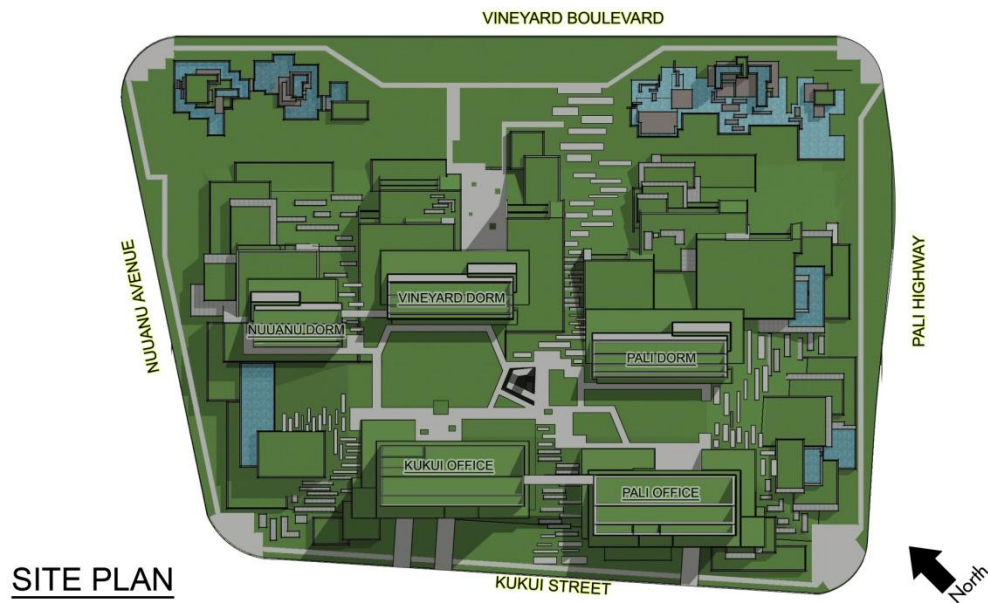 VINEYARD BOULEVARD
NUUANU AVENUE
PALI HIGHWAY
VINEYARD DORM
NUUANU DORM
PALI DORM
KUKUI OFFICE
PALI OFFICE
SITE PLAN
KUKUI STREET
North